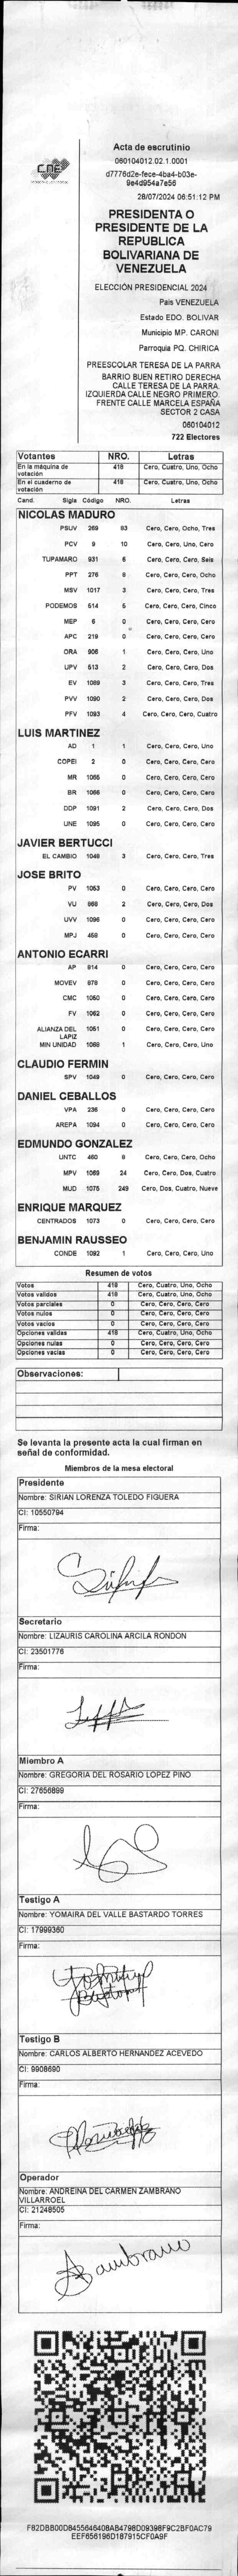 CNE
Acta de escrutinio
060104012.02.1.0001
d7776d2e-fece-4ba4-b03e-
9e4d954a7e56
28/07/2024 06:51:12 PM
PRESIDENTA O
PRESIDENTE DE LA
REPUBLICA
BOLIVARIANA DE
VENEZUELA
ELECCIÓN PRESIDENCIAL 2024
Pais VENEZUELA
Estado EDO. BOLIVAR
Municipio MP. CARONI
Parroquia PQ. CHIRICA
PREESCOLAR TERESA DE LA PARRA
BARRIO BUEN RETIRO DERECHA
CALLE TERESA DE LA PARRA.
IZQUIERDA CALLE NEGRO PRIMERO.
FRENTE CALLE MARCELA ESPAÑA
SECTOR 2 CASA
060104012
722 Electores
Votantes NRO. Letras
En la máquina de votación 418 Cero, Cuatro, Uno, Ocho
En el cuaderno de votación 418 Cero, Cuatro, Uno, Ocho
Cand. Sigla Código NRO. Letras
NICOLAS MADURO
PSUV 269 83 Cero, Cero, Ocho, Tres
PCV 9 10 Cero, Cero, Uno, Cero
TUPAMARO 931 6 Cero, Cero, Cero, Seis
PPT 276 8 Cero, Cero, Cero, Ocho
MSV 1017 3 Cero, Cero, Cero, Tres
PODEMOS 514 5 Cero, Cero, Cero, Cinco
MEP 6 0 Cero, Cero, Cero, Cero
APC 219 0 Cero, Cero, Cero, Cero
ORA 906 1 Cero, Cero, Cero, Uno
UPV 513 2 Cero, Cero, Cero, Dos
EV 1089 3 Cero, Cero, Cero, Tres
PVV 1090 2 Cero, Cero, Cero, Dos
PFV 1093 4 Cero, Cero, Cero, Cuatro
LUIS MARTINEZ
AD 1 1 Cero, Cero, Cero, Uno
COPEI 2 0 Cero, Cero, Cero, Cero
MR 1065 0 Cero, Cero, Cero, Cero
BR 1066 0 Cero, Cero, Cero, Cero
DDP 1091 2 Cero, Cero, Cero, Dos
UNE 1095 0 Cero, Cero, Cero, Cero
JAVIER BERTUCCI
EL CAMBIO 1048 3 Cero, Cero, Cero, Tres
JOSE BRITO
PV 1053 0 Cero, Cero, Cero, Cero
VU 868 2 Cero, Cero, Cero, Dos
UVV 1096 0 Cero, Cero, Cero, Cero
MPJ 458 0 Cero, Cero, Cero, Cero
ANTONIO ECARRI
AP 814 0 Cero, Cero, Cero, Cero
MOVEV 878 0 Cero, Cero, Cero, Cero
CMC 1050 0 Cero, Cero, Cero, Cero
FV 1062 0 Cero, Cero, Cero, Cero
ALIANZA DEL LAPIZ 1051 0 Cero, Cero, Cero, Cero
MIN UNIDAD 1088 1 Cero, Cero, Cero, Uno
CLAUDIO FERMIN
SPV 1049 0 Cero, Cero, Cero, Cero
DANIEL CEBALLOS
VPA 236 0 Cero, Cero, Cero, Cero
AREPA 1094 0 Cero, Cero, Cero, Cero
EDMUNDO GONZALEZ
UNTC 460 8 Cero, Cero, Cero, Ocho
MPV 1069 24 Cero, Cero, Dos, Cuatro
MUD 1075 249 Cero, Dos, Cuatro, Nueve
ENRIQUE MARQUEZ
CENTRADOS 1073 0 Cero, Cero, Cero, Cero
BENJAMIN RAUSSEO
CONDE 1092 1 Cero, Cero, Cero, Uno
Resumen de votos
Votos 418 Cero, Cuatro, Uno, Ocho
Votos validos 418 Cero, Cuatro, Uno, Ocho
Votos parciales 0 Cero, Cero, Cero, Cero
Votos nulos 0 Cero, Cero, Cero, Cero
Votos vacios 0 Cero, Cero, Cero, Cero
Opciones validas 418 Cero, Cuatro, Uno, Ocho
Opciones nulas 0 Cero, Cero, Cero, Cero
Opciones vacias 0 Cero, Cero, Cero, Cero
Observaciones:
Se levanta la presente acta la cual firman en
señal de conformidad.
Miembros de la mesa electoral
Presidente
Nombre: SIRIAN LORENZA TOLEDO FIGUERA
CI: 10550794
Firma:
Secretario
Nombre: LIZAURIS CAROLINA ARCILA RONDON
CI: 23501776
Firma:
Miembro A
Nombre: GREGORIA DEL ROSARIO LOPEZ PINO
CI: 27656899
Firma:
Testigo A
Nombre: YOMAIRA DEL VALLE BASTARDO TORRES
CI: 17999360
Firma:
Testigo B
Nombre: CARLOS ALBERTO HERNANDEZ ACEVEDO
CI: 9908690
Firma:
Operador
Nombre: ANDREINA DEL CARMEN ZAMBRANO
VILLARROEL
CI: 21248505
Firma:
Zambrano
F82DBB00D8455646408AB4798D09398F9C2BF0AC79
EEF656196D187915CF0A9F